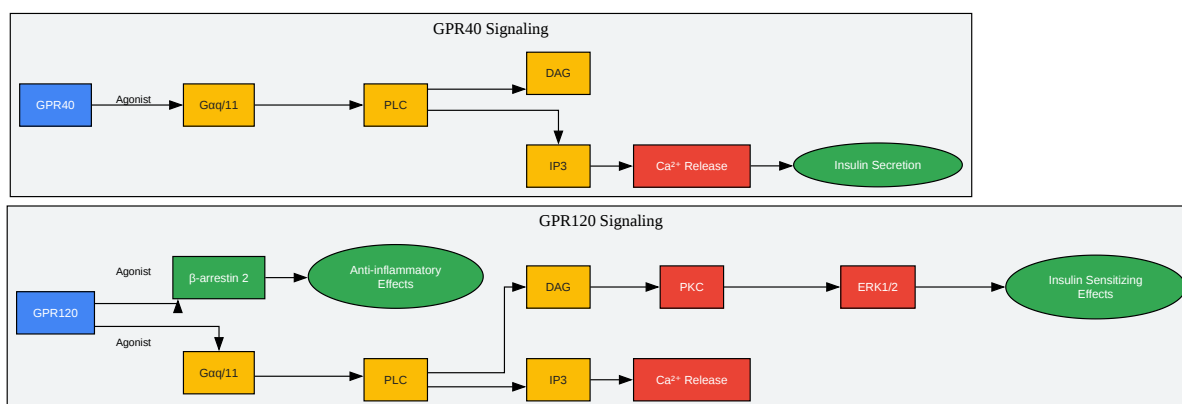 GPR40 Signaling
DAG
GPR40
Agonist
Gαq/11
PLC
IP3
Ca²⁺ Release
Insulin Secretion
GPR120 Signaling
Agonist
β-arrestin 2
Anti-inflammatory
Effects
DAG
PKC
ERK1/2
Insulin Sensitizing
Effects
GPR120
Agonist
Gαq/11
PLC
IP3
Ca²⁺ Release